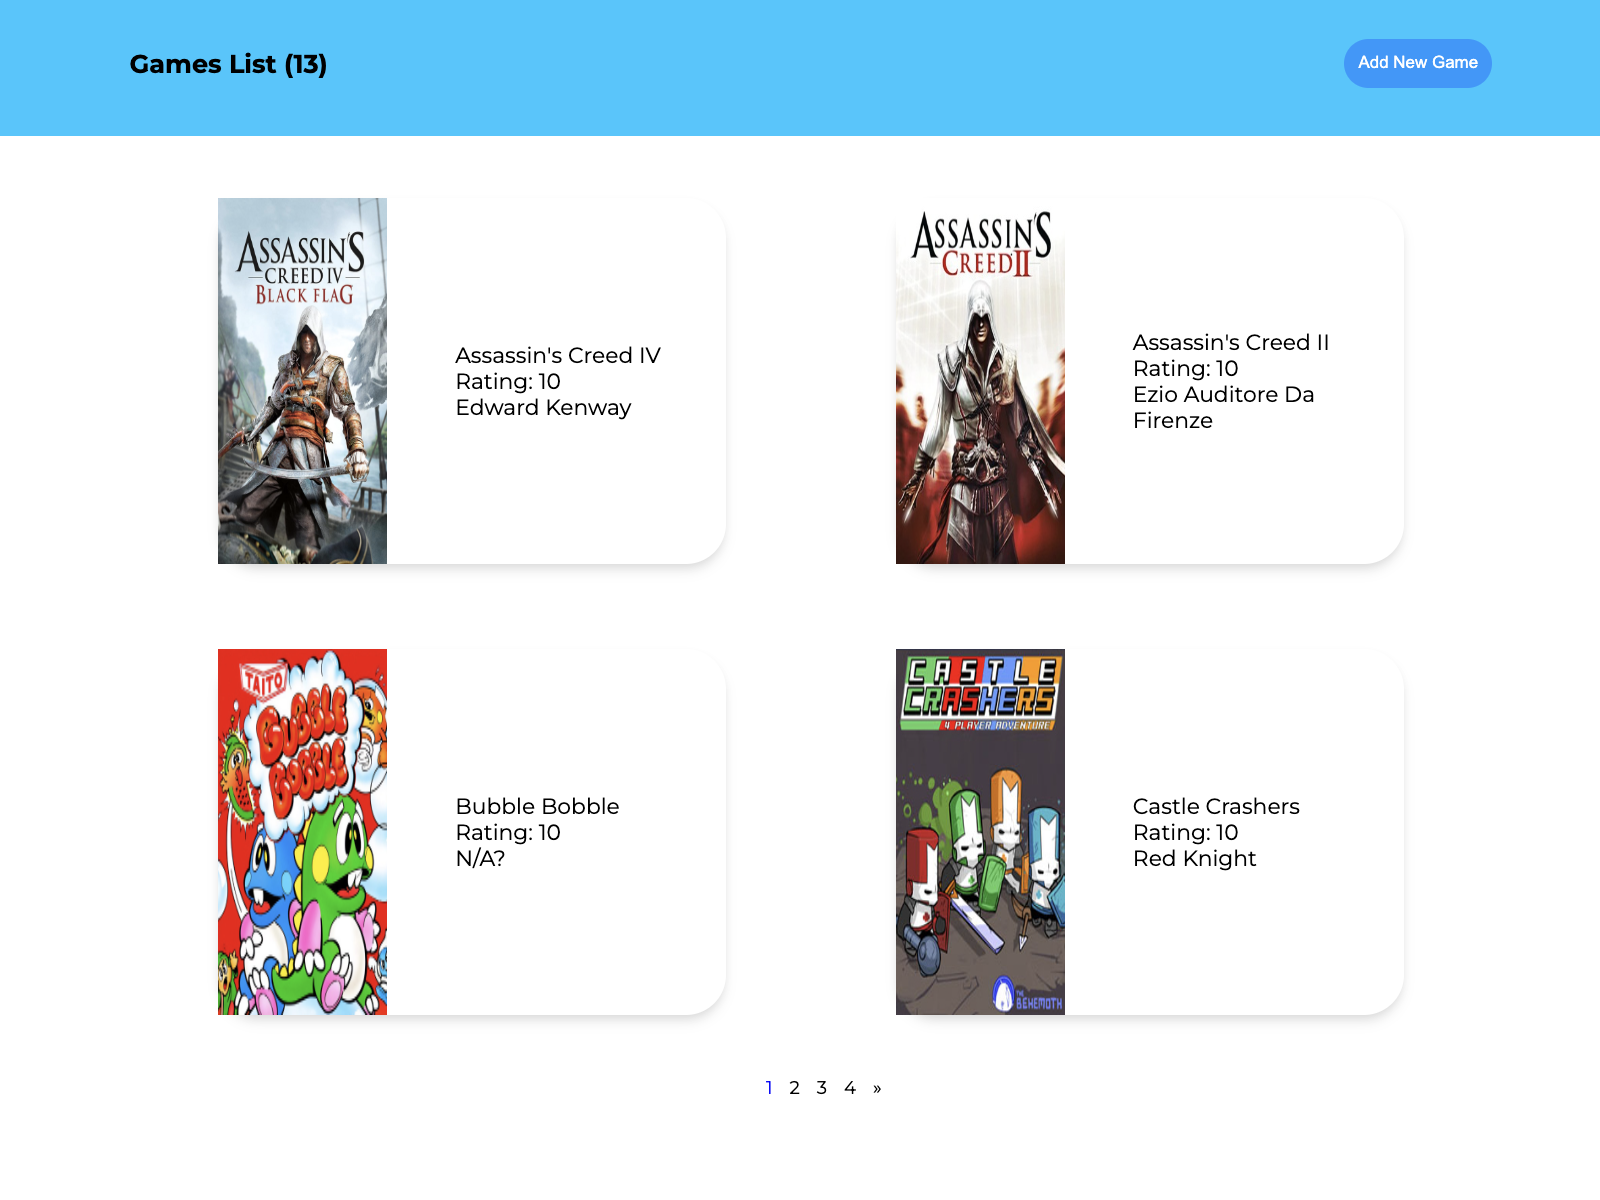 Games List (13)
Add New Game
ASSASSIN'S
CREED IV
BLACK FLAG
Assassin's Creed IV
Rating: 10
Edward Kenway
ASSASSIN'S
CREED II
Assassin's Creed II
Rating: 10
Ezio Auditore Da
Firenze
TAITO
BUBBLE
BOBBLE
Bubble Bobble
Rating: 10
N/A?
CASTLE
CRASHERS
4 PLAYER ADVENTURE
THE
BEHEMOTH
Castle Crashers
Rating: 10
Red Knight
1 2 3 4 »